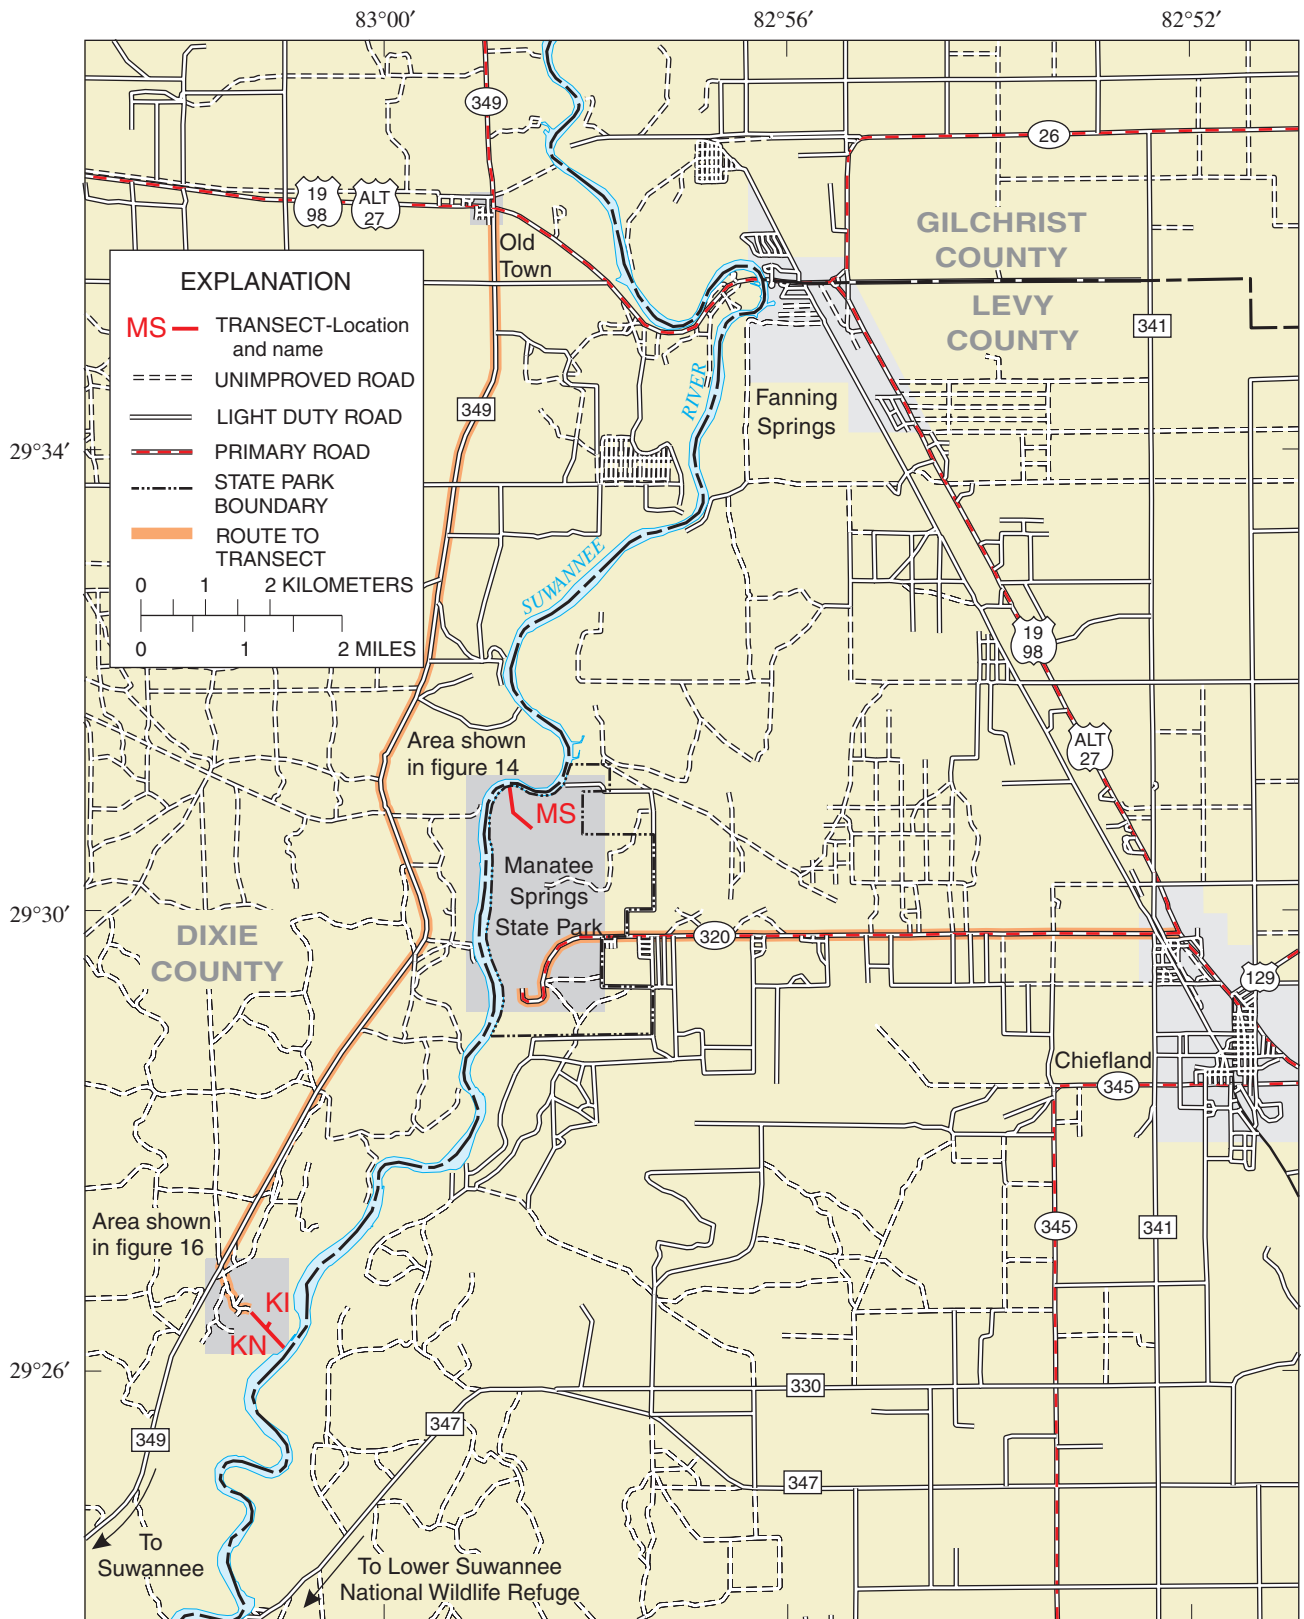 83°00′
82°56′
82°52′
349
26
19
98
ALT
27
GILCHRIST
COUNTY
Old
Town
EXPLANATION
MS
TRANSECT-Location
and name
UNIMPROVED ROAD
LIGHT DUTY ROAD
PRIMARY ROAD
STATE PARK
BOUNDARY
ROUTE TO
TRANSECT
0 1 2 KILOMETERS
0 1 2 MILES
LEVY
COUNTY
341
RIVER
349
Fanning
Springs
29°34′
SUWANNEE
19
98
Area shown
in figure 14
ALT
27
MS
Manatee
Springs
State Park
29°30′
DIXIE
COUNTY
320
129
Chiefland
345
Area shown
in figure 16
345
341
KI
KN
29°26′
330
349
347
347
To
Suwannee
To Lower Suwannee
National Wildlife Refuge